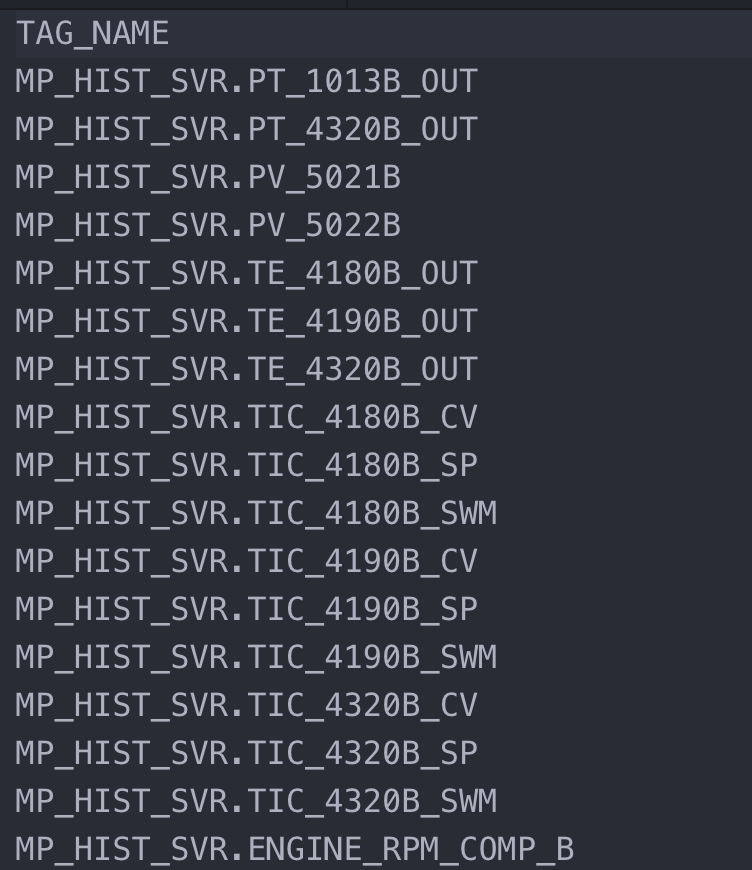 TAG_NAME
MP_HIST_SVR.PT_1013B_OUT
MP_HIST_SVR.PT_4320B_OUT
MP_HIST_SVR.PV_5021B
MP_HIST_SVR.PV_5022B
MP_HIST_SVR.TE_4180B_OUT
MP_HIST_SVR.TE_4190B_OUT
MP_HIST_SVR.TE_4320B_OUT
MP_HIST_SVR.TIC_4180B_CV
MP_HIST_SVR.TIC_4180B_SP
MP_HIST_SVR.TIC_4180B_SWM
MP_HIST_SVR.TIC_4190B_CV
MP_HIST_SVR.TIC_4190B_SP
MP_HIST_SVR.TIC_4190B_SWM
MP_HIST_SVR.TIC_4320B_CV
MP_HIST_SVR.TIC_4320B_SP
MP_HIST_SVR.TIC_4320B_SWM
MP_HIST_SVR.ENGINE_RPM_COMP_B